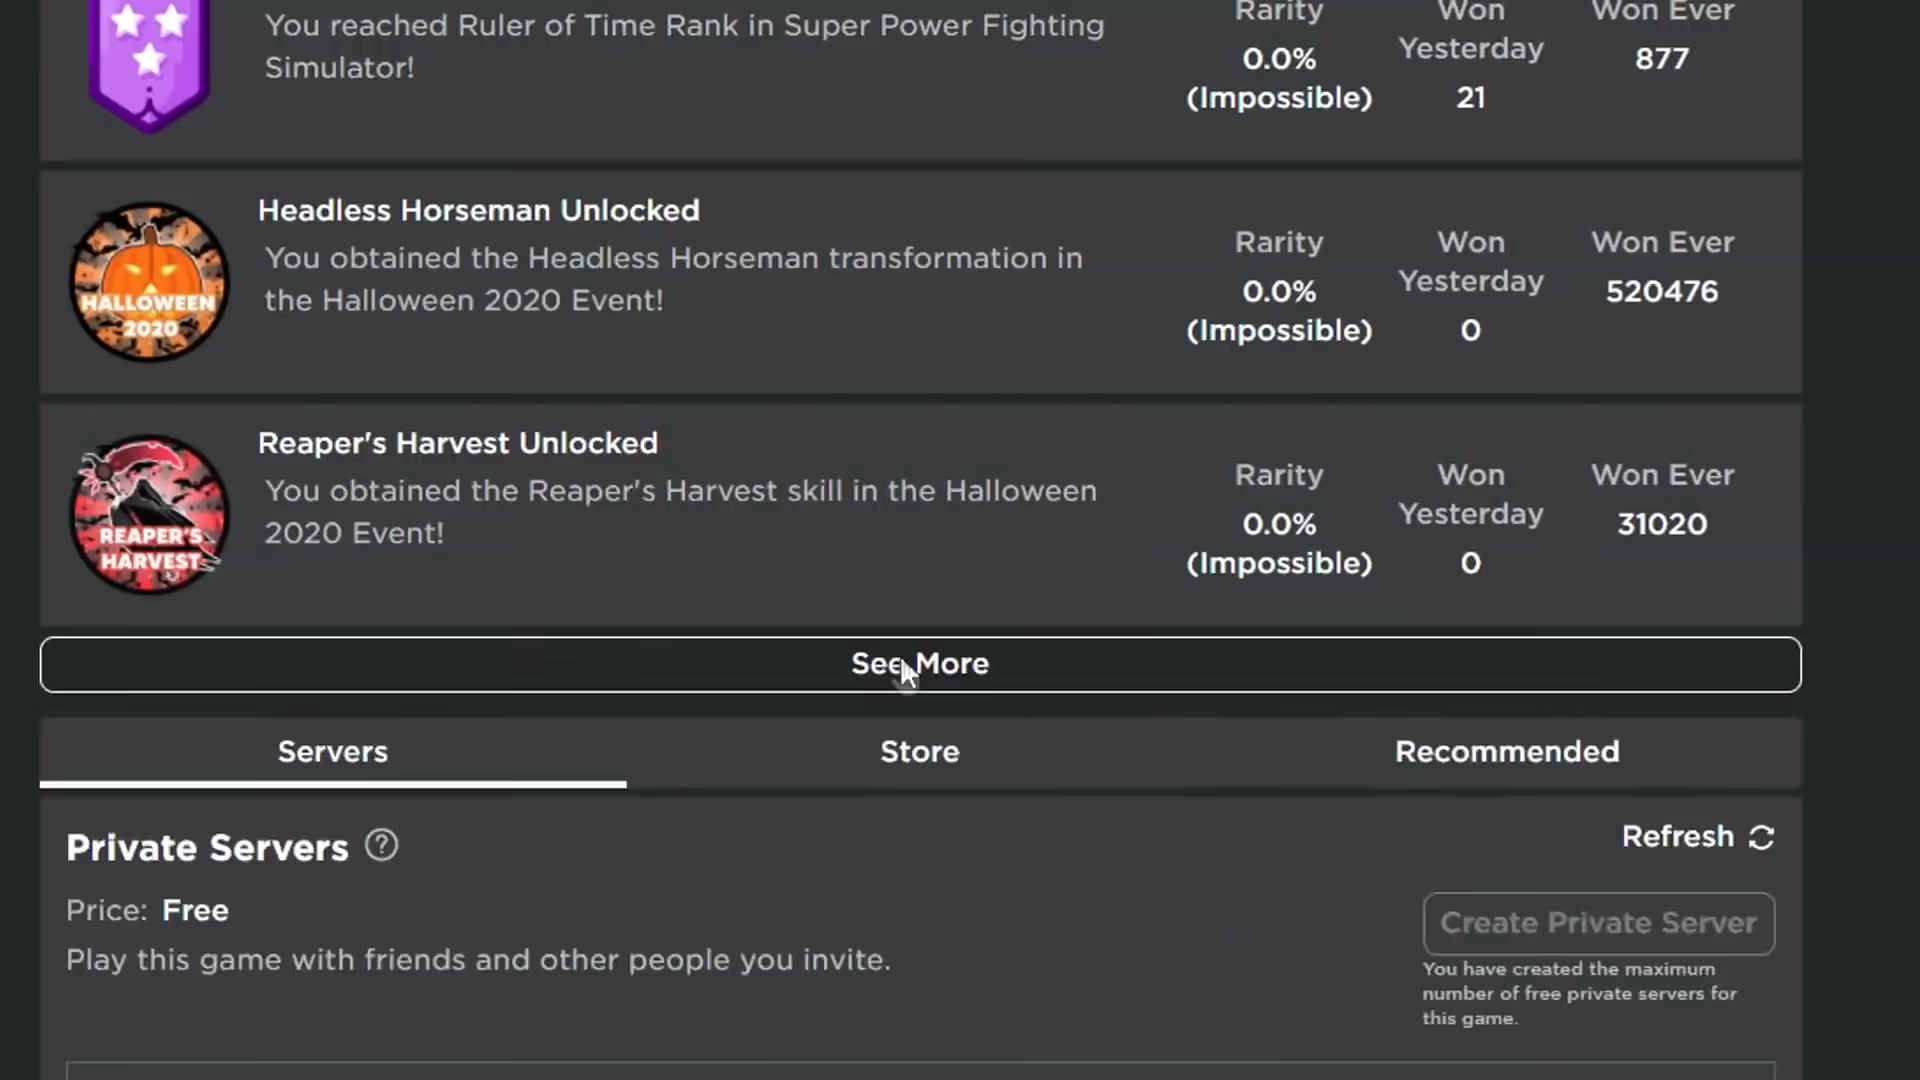 You reached Ruler of Time Rank in Super Power Fighting
Simulator!
Rarity
0.0%
(Impossible)
Won
Yesterday
21
Won Ever
877
HALLOWEEN
2020
Headless Horseman Unlocked
You obtained the Headless Horseman transformation in
the Halloween 2020 Event!
Rarity
0.0%
(Impossible)
Won
Yesterday
0
Won Ever
520476
REAPER'S
HARVEST
Reaper's Harvest Unlocked
You obtained the Reaper's Harvest skill in the Halloween
2020 Event!
Rarity
0.0%
(Impossible)
Won
Yesterday
0
Won Ever
31020
See More
Servers
Store
Recommended
Private Servers ?
Refresh
Price: Free
Play this game with friends and other people you invite.
Create Private Server
You have created the maximum
number of free private servers for
this game.